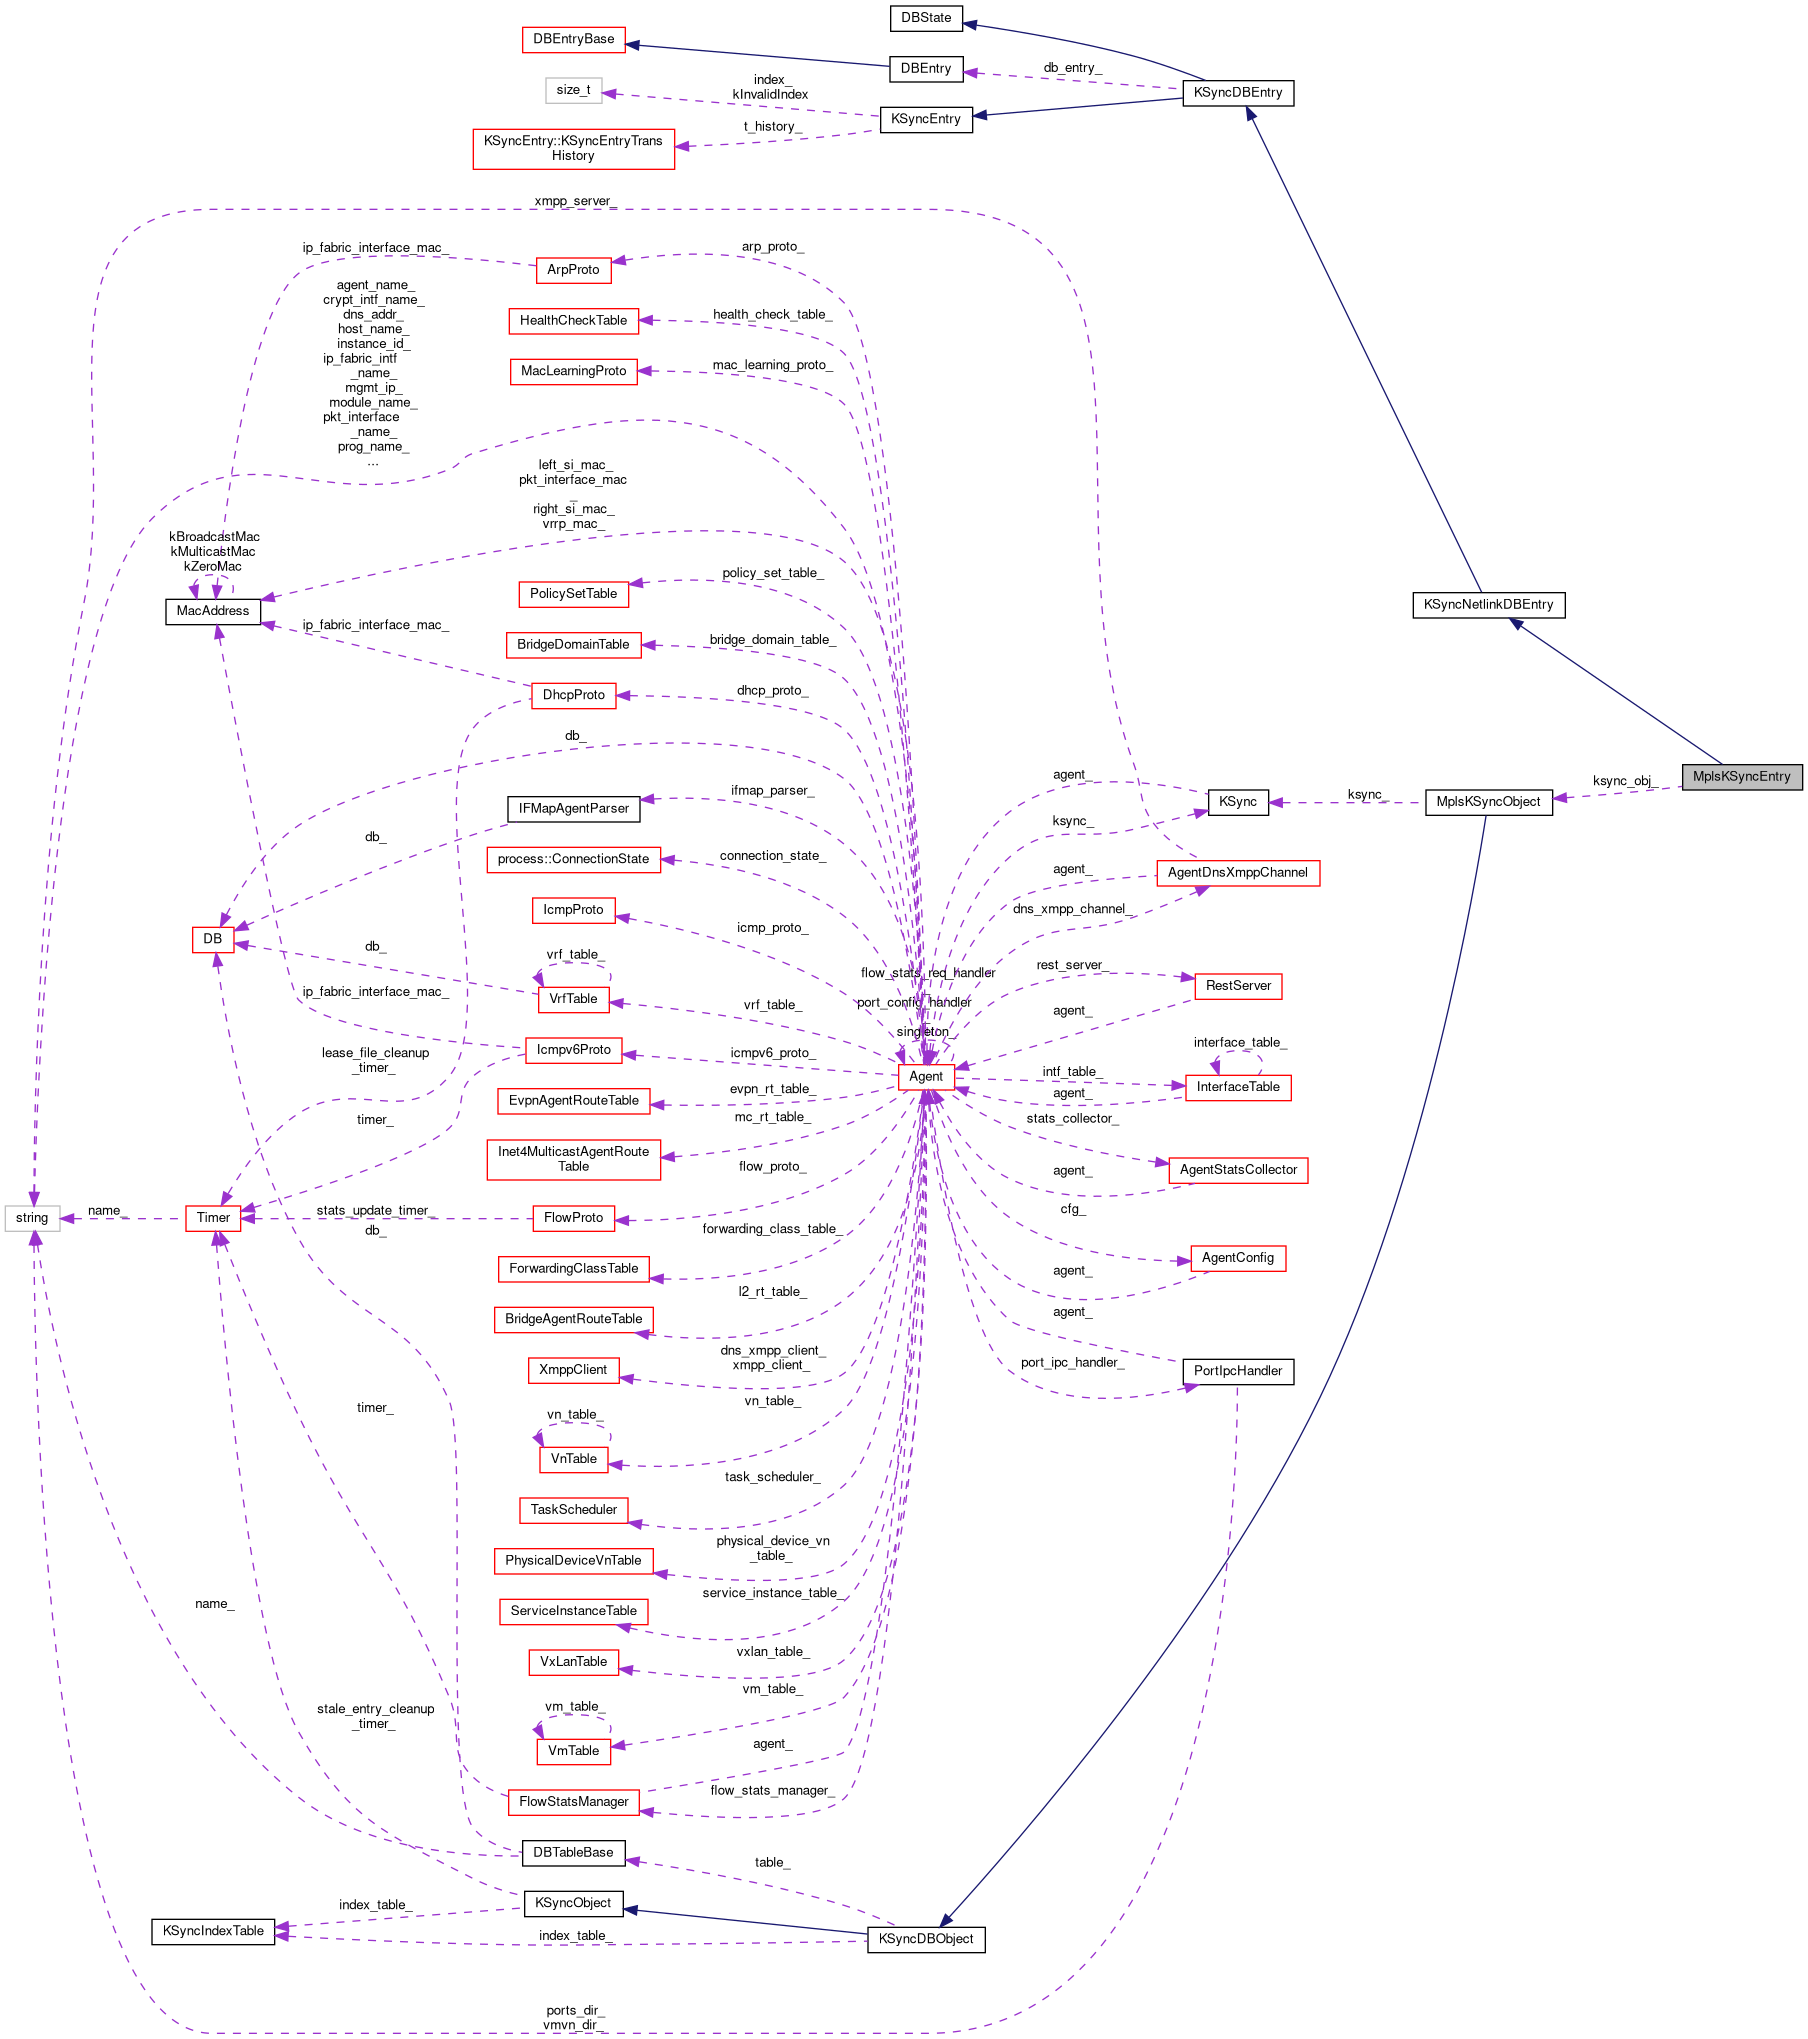 DBState
DBEntryBase
DBEntry
db_entry_
index_
kInvalidIndex
size_t
KSyncDBEntry
KSyncEntry
t_history_
KSyncEntry::KSyncEntryTrans
History
xmpp_server_
ip_fabric_interface_mac_
arp_proto_
ArpProto
agent_name_
crypt_intf_name_
dns_addr_
host_name_
instance_id_
ip_fabric_intf
_name_
mgmt_ip_
module_name_
pkt_interface
_name_
prog_name_
...
health_check_table_
HealthCheckTable
mac_learning_proto_
MacLearningProto
left_si_mac_
pkt_interface_mac
_
right_si_mac_
vrrp_mac_
kBroadcastMac
kMulticastMac
kZeroMac
MacAddress
policy_set_table_
PolicySetTable
KSyncNetlinkDBEntry
ip_fabric_interface_mac_
bridge_domain_table_
BridgeDomainTable
dhcp_proto_
DhcpProto
db_
ifmap_parser_
IFMapAgentParser
agent_
ksync_
KSync
ksync_
MplsKSyncObject
ksync_obj_
MplsKSyncEntry
db_
connection_state_
process::ConnectionState
agent_
AgentDnsXmppChannel
dns_xmpp_channel_
IcmpProto
icmp_proto_
DB
db_
vrf_table_
flow_stats_req_handler
_
port_config_handler
_
singleton_
rest_server_
RestServer
ip_fabric_interface_mac_
VrfTable
vrf_table_
agent_
lease_file_cleanup
_timer_
Icmpv6Proto
icmpv6_proto_
Agent
interface_table_
intf_table_
InterfaceTable
agent_
EvpnAgentRouteTable
evpn_rt_table_
timer_
mc_rt_table_
Inet4MulticastAgentRoute
Table
stats_collector_
AgentStatsCollector
agent_
flow_proto_
string
name_
Timer
stats_update_timer_
FlowProto
db_
cfg_
forwarding_class_table_
ForwardingClassTable
AgentConfig
agent_
l2_rt_table_
BridgeAgentRouteTable
agent_
dns_xmpp_client_
xmpp_client_
XmppClient
port_ipc_handler_
PortIpcHandler
timer_
vn_table_
vn_table_
VnTable
task_scheduler_
TaskScheduler
physical_device_vn
_table_
PhysicalDeviceVnTable
name_
service_instance_table_
ServiceInstanceTable
vxlan_table_
VxLanTable
vm_table_
stale_entry_cleanup
_timer_
vm_table_
VmTable
agent_
flow_stats_manager_
FlowStatsManager
DBTableBase
table_
index_table_
KSyncObject
KSyncIndexTable
index_table_
KSyncDBObject
ports_dir_
vmvn_dir_